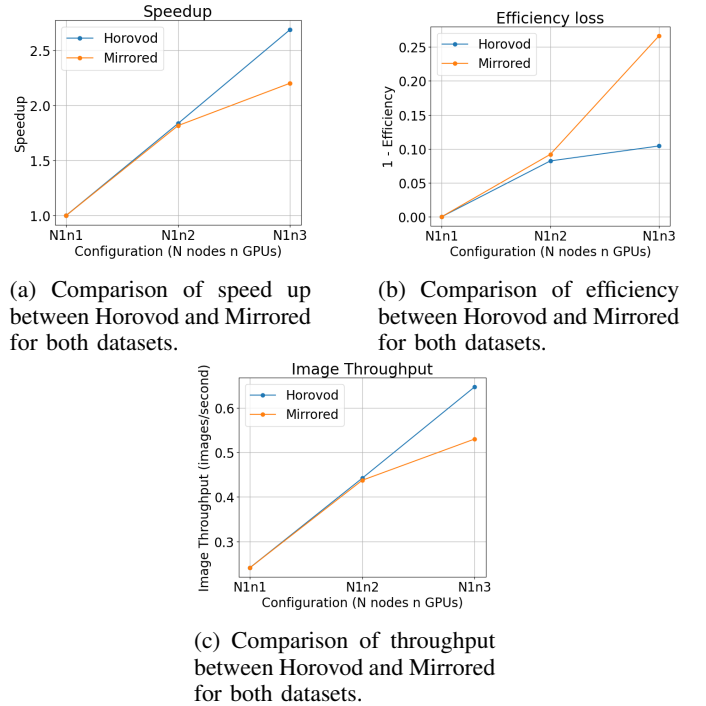 Speedup
Horovod
Mirrored
Speedup
2.5
2.0
1.5
1.0
N1n1 N1n2 N1n3
Configuration (N nodes n GPUs)
(a) Comparison of speed up
between Horovod and Mirrored
for both datasets.
Efficiency loss
Horovod
Mirrored
1 - Efficiency
0.25
0.20
0.15
0.10
0.05
0.00
N1n1 N1n2 N1n3
Configuration (N nodes n GPUs)
(b) Comparison of efficiency
between Horovod and Mirrored
for both datasets.
Image Throughput
Horovod
Mirrored
Image Throughput (images/second)
0.6
0.5
0.4
0.3
N1n1 N1n2 N1n3
Configuration (N nodes n GPUs)
(c) Comparison of throughput
between Horovod and Mirrored
for both datasets.